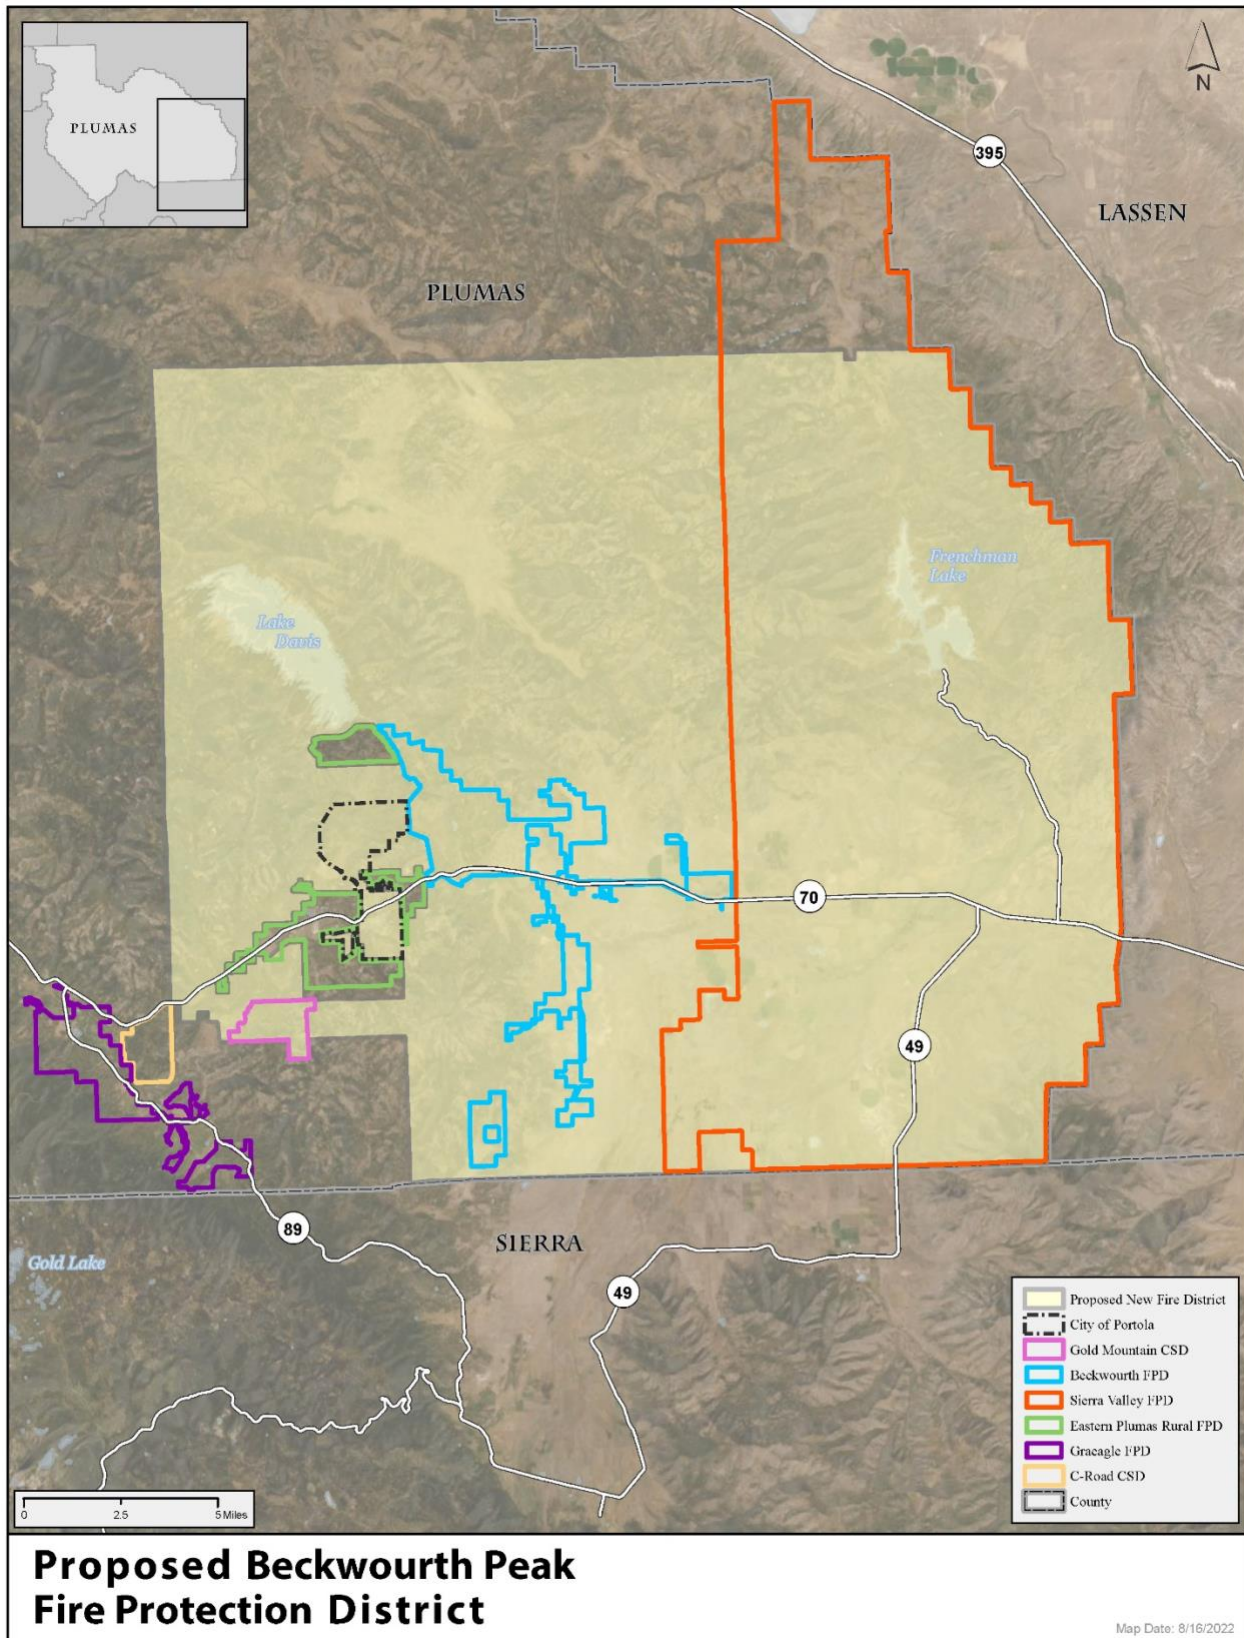 PLUMAS
N
395
LASSEN
PLUMAS
Frenchman
Lake
Lake
Davis
70
49
89
SIERRA
Gold Lake
49
Proposed New Fire District
City of Portola
Gold Mountain CSD
Beckwourth FPD
Sierra Valley FPD
Eastern Plumas Rural FPD
Graeagle FPD
C-Road CSD
County
0 2.5 5 Miles
Proposed Beckwourth Peak
Fire Protection District
Map Date: 8/16/2022